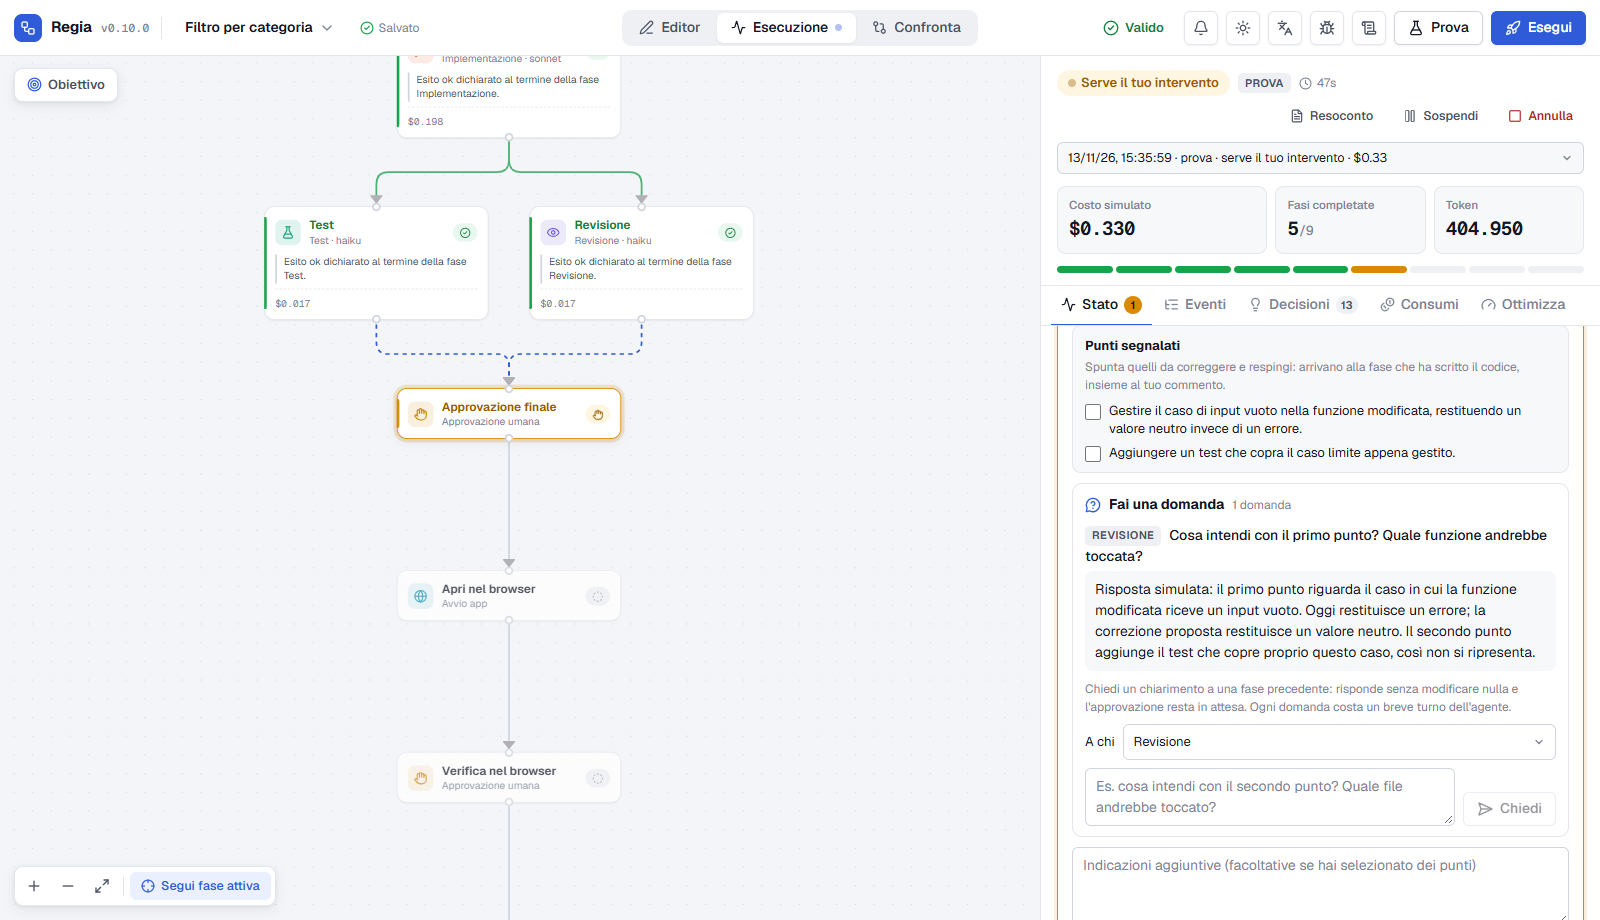 Regia v0.10.0 Filtro per categoria Salvato Editor Esecuzione Confronta Valido Prova Esegui
Obiettivo
Implementazione · sonnet
Esito ok dichiarato al termine della fase
Implementazione.
$0.198
Test
Test · haiku
Esito ok dichiarato al termine della fase
Test.
$0.017
Revisione
Revisione · haiku
Esito ok dichiarato al termine della fase
Revisione.
$0.017
Approvazione finale
Approvazione umana
Apri nel browser
Avvio app
Verifica nel browser
Approvazione umana
Segui fase attiva
Serve il tuo intervento PROVA 47s
Resoconto Sospendi Annulla
13/11/26, 15:35:59 · prova · serve il tuo intervento · $0.33
Costo simulato
$0.330
Fasi completate
5/9
Token
404.950
Stato 1 Eventi Decisioni 13 Consumi Ottimizza
Punti segnalati
Spunta quelli da correggere e respingi: arrivano alla fase che ha scritto il codice,
insieme al tuo commento.
Gestire il caso di input vuoto nella funzione modificata, restituendo un
valore neutro invece di un errore.
Aggiungere un test che copra il caso limite appena gestito.
Fai una domanda 1 domanda
REVISIONE Cosa intendi con il primo punto? Quale funzione andrebbe
toccata?
Risposta simulata: il primo punto riguarda il caso in cui la funzione
modificata riceve un input vuoto. Oggi restituisce un errore; la
correzione proposta restituisce un valore neutro. Il secondo punto
aggiunge il test che copre proprio questo caso, così non si ripresenta.
Chiedi un chiarimento a una fase precedente: risponde senza modificare nulla e
l'approvazione resta in attesa. Ogni domanda costa un breve turno dell'agente.
A chi Revisione
Es. cosa intendi con il secondo punto? Quale file
andrebbe toccato?
Chiedi
Indicazioni aggiuntive (facoltative se hai selezionato dei punti)